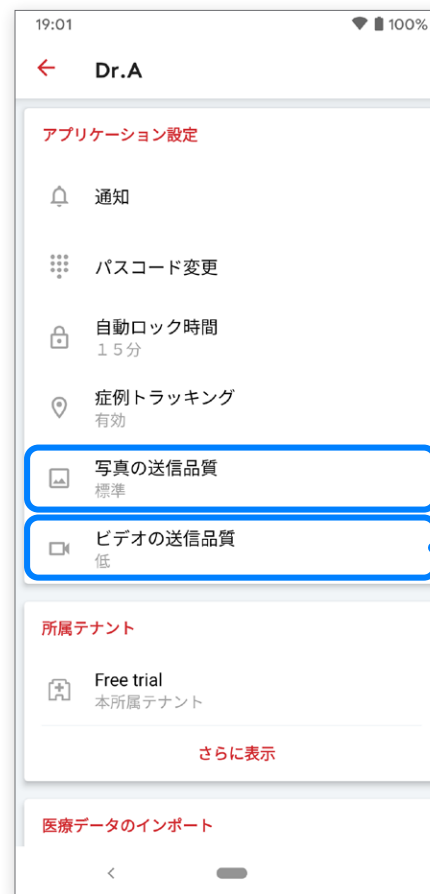 19:01 100%
Dr.A
アプリケーション設定
通知
パスコード変更
自動ロック時間
１５分
症例トラッキング
有効
写真の送信品質
標準
ビデオの送信品質
低
所属テナント
Free trial
本所属テナント
さらに表示
医療データのインポート